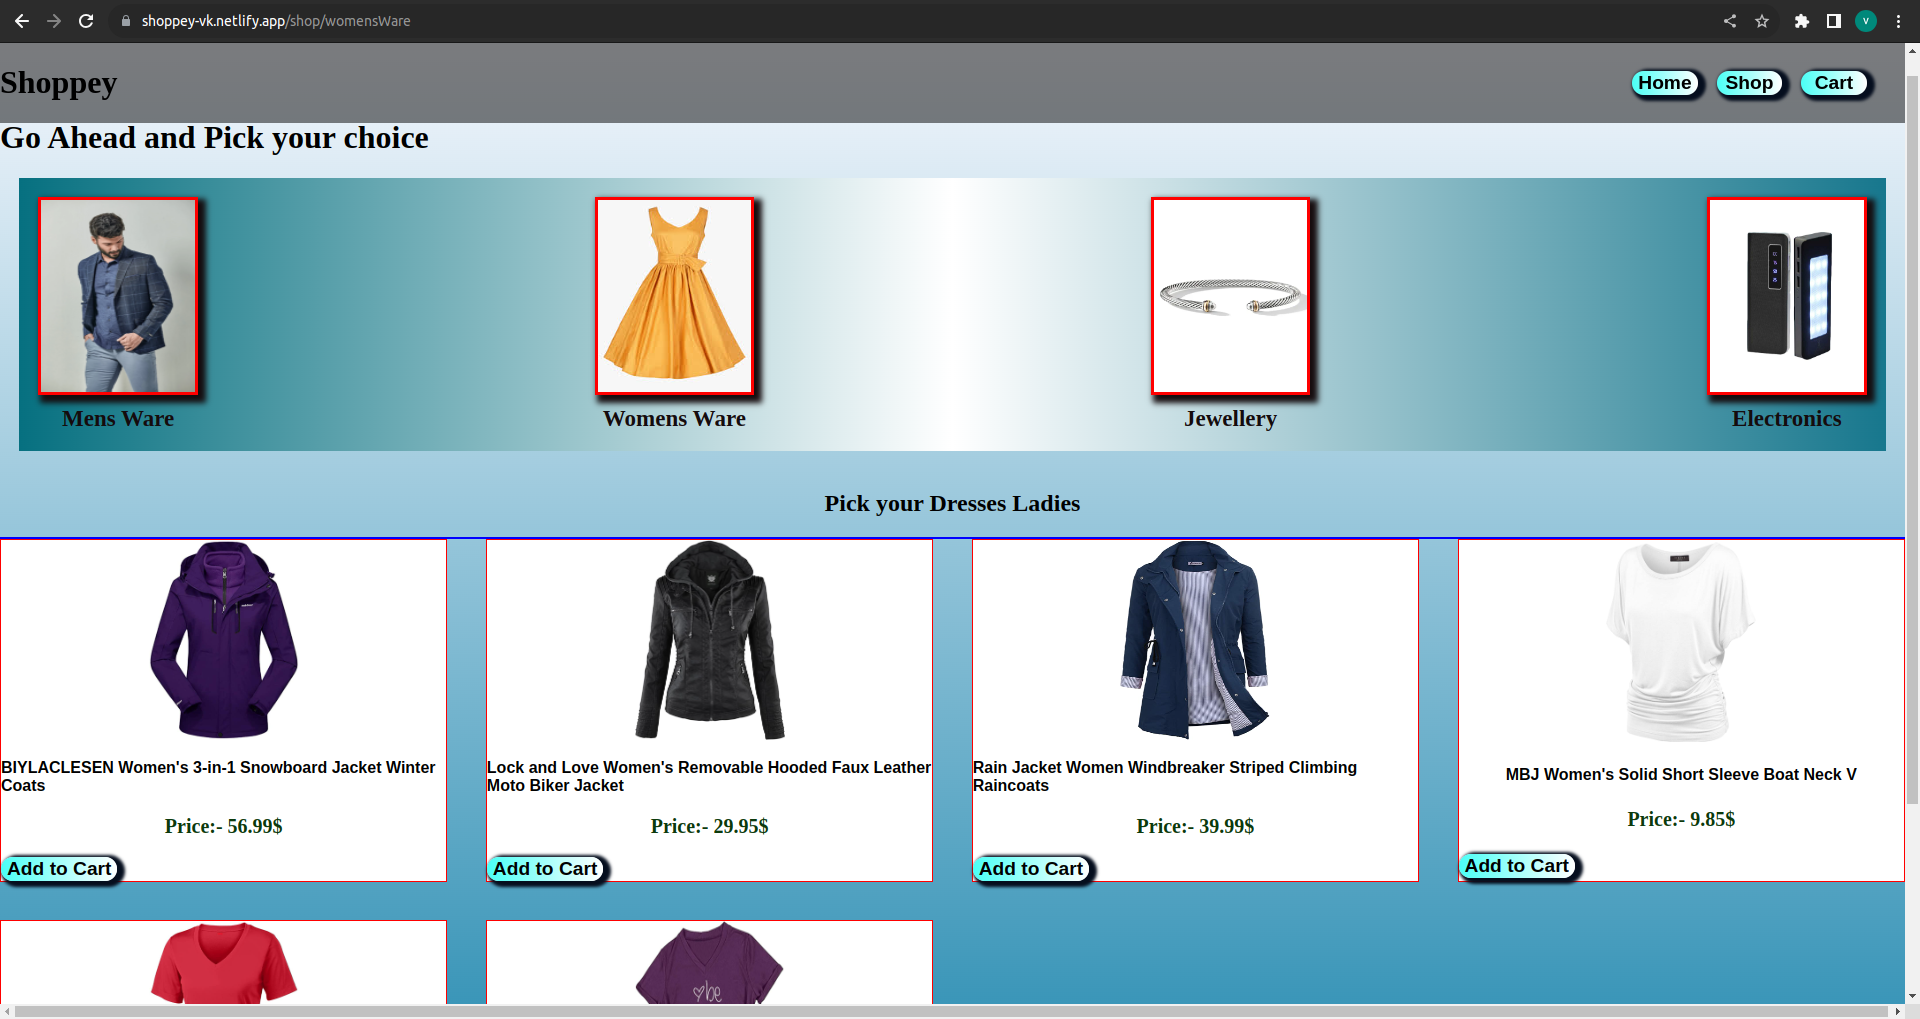 shoppey-vk.netlify.app/shop/womensWare
V
Shoppey
Home
Shop
Cart
Go Ahead and Pick your choice
Mens Ware
Womens Ware
Jewellery
Electronics
Pick your Dresses Ladies
BIYLACLESEN Women's 3-in-1 Snowboard Jacket Winter
Coats
Price:- 56.99$
Add to Cart
Lock and Love Women's Removable Hooded Faux Leather
Moto Biker Jacket
Price:- 29.95$
Add to Cart
Rain Jacket Women Windbreaker Striped Climbing
Raincoats
Price:- 39.99$
Add to Cart
MBJ Women's Solid Short Sleeve Boat Neck V
Price:- 9.85$
Add to Cart
be